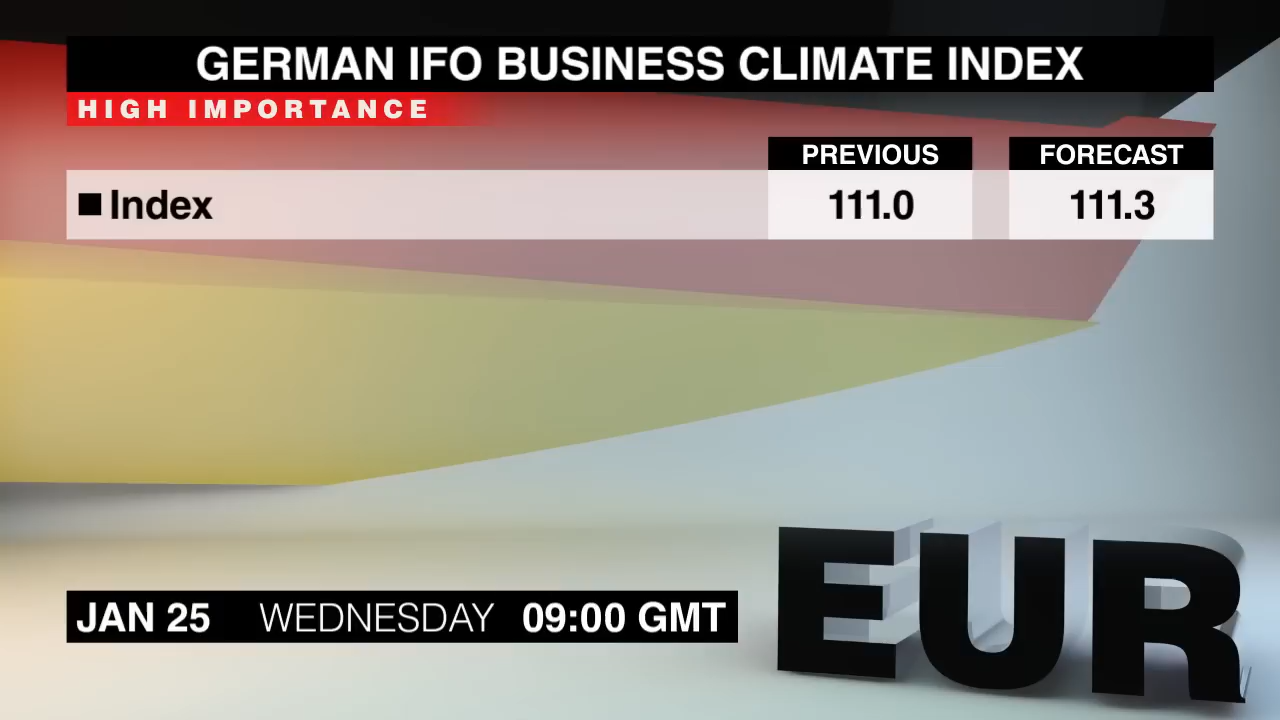 GERMAN IFO BUSINESS CLIMATE INDEX
HIGH IMPORTANCE
PREVIOUS FORECAST
Index 111.0 111.3
JAN 25 WEDNESDAY 09:00 GMT
EUR